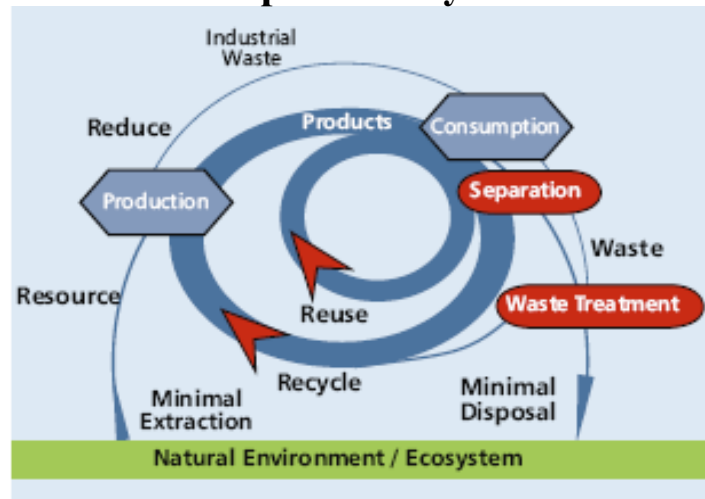 Industrial
Waste
Reduce
Products
Consumption
Production
Separation
Waste
Resource
Waste Treatment
Reuse
Recycle
Minimal
Extraction
Minimal
Disposal
Natural Environment / Ecosystem